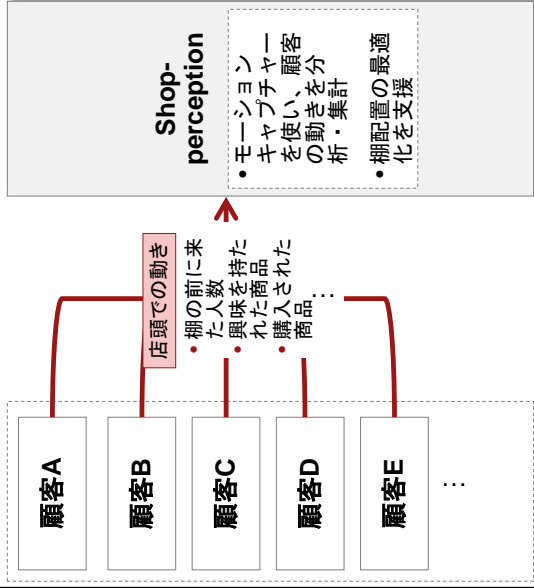 顧客A
顧客B
顧客C
顧客D
顧客E
…
店頭での動き
• 棚の前に来
た人数
• 興味を持た
れた商品
• 購入された
商品
…
Shop-
perception
• モーション
キャプチャー
を使い、顧客
の動きを分
析・集計
• 棚配置の最適
化を支援